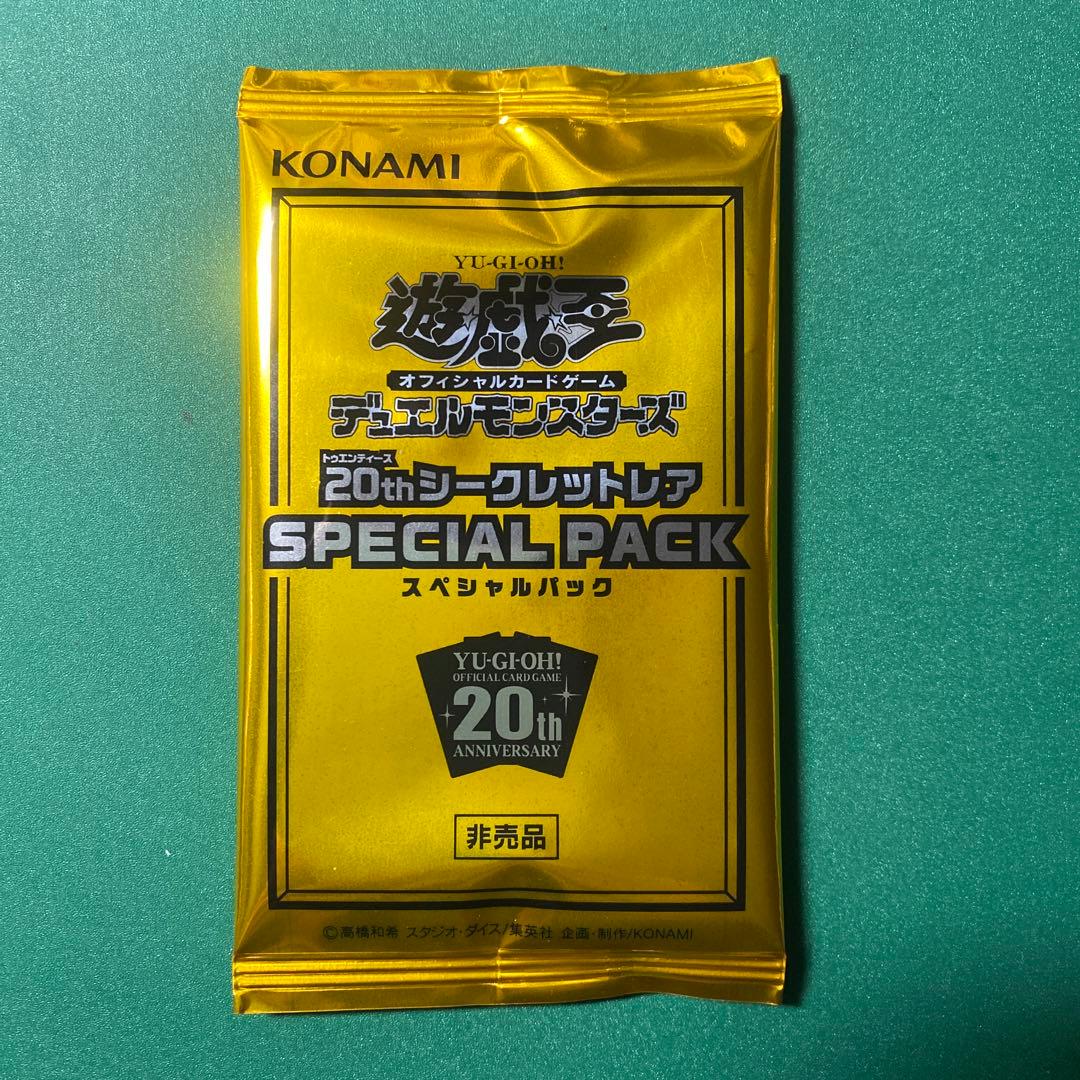 KONAMI
YU-GI-OH!
遊☆戯☆王
オフィシャルカードゲーム
デュエルモンスターズ
トゥエンティース
20thシークレットレア
SPECIAL PACK
スペシャルパック
YU-GI-OH!
OFFICIAL CARD GAME
20th
ANNIVERSARY
非売品
©高橋和希 スタジオ・ダイス/集英社 企画・制作/KONAMI